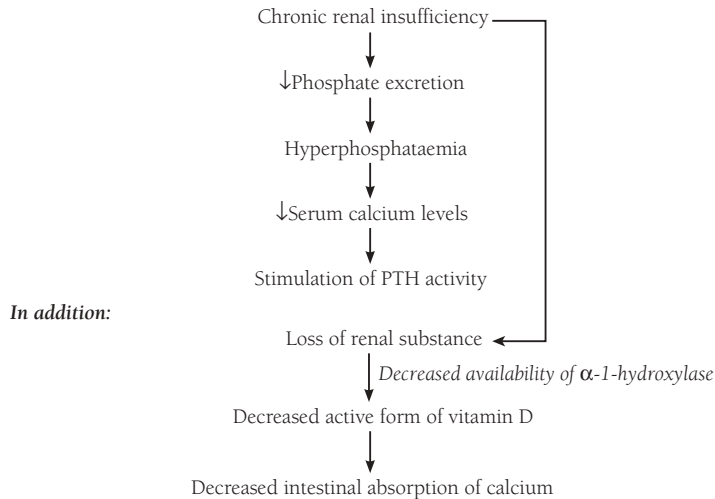 Chronic renal insufficiency
↓Phosphate excretion
Hyperphosphataemia
↓Serum calcium levels
Stimulation of PTH activity
In addition:
Loss of renal substance
Decreased availability of α-1-hydroxylase
Decreased active form of vitamin D
Decreased intestinal absorption of calcium